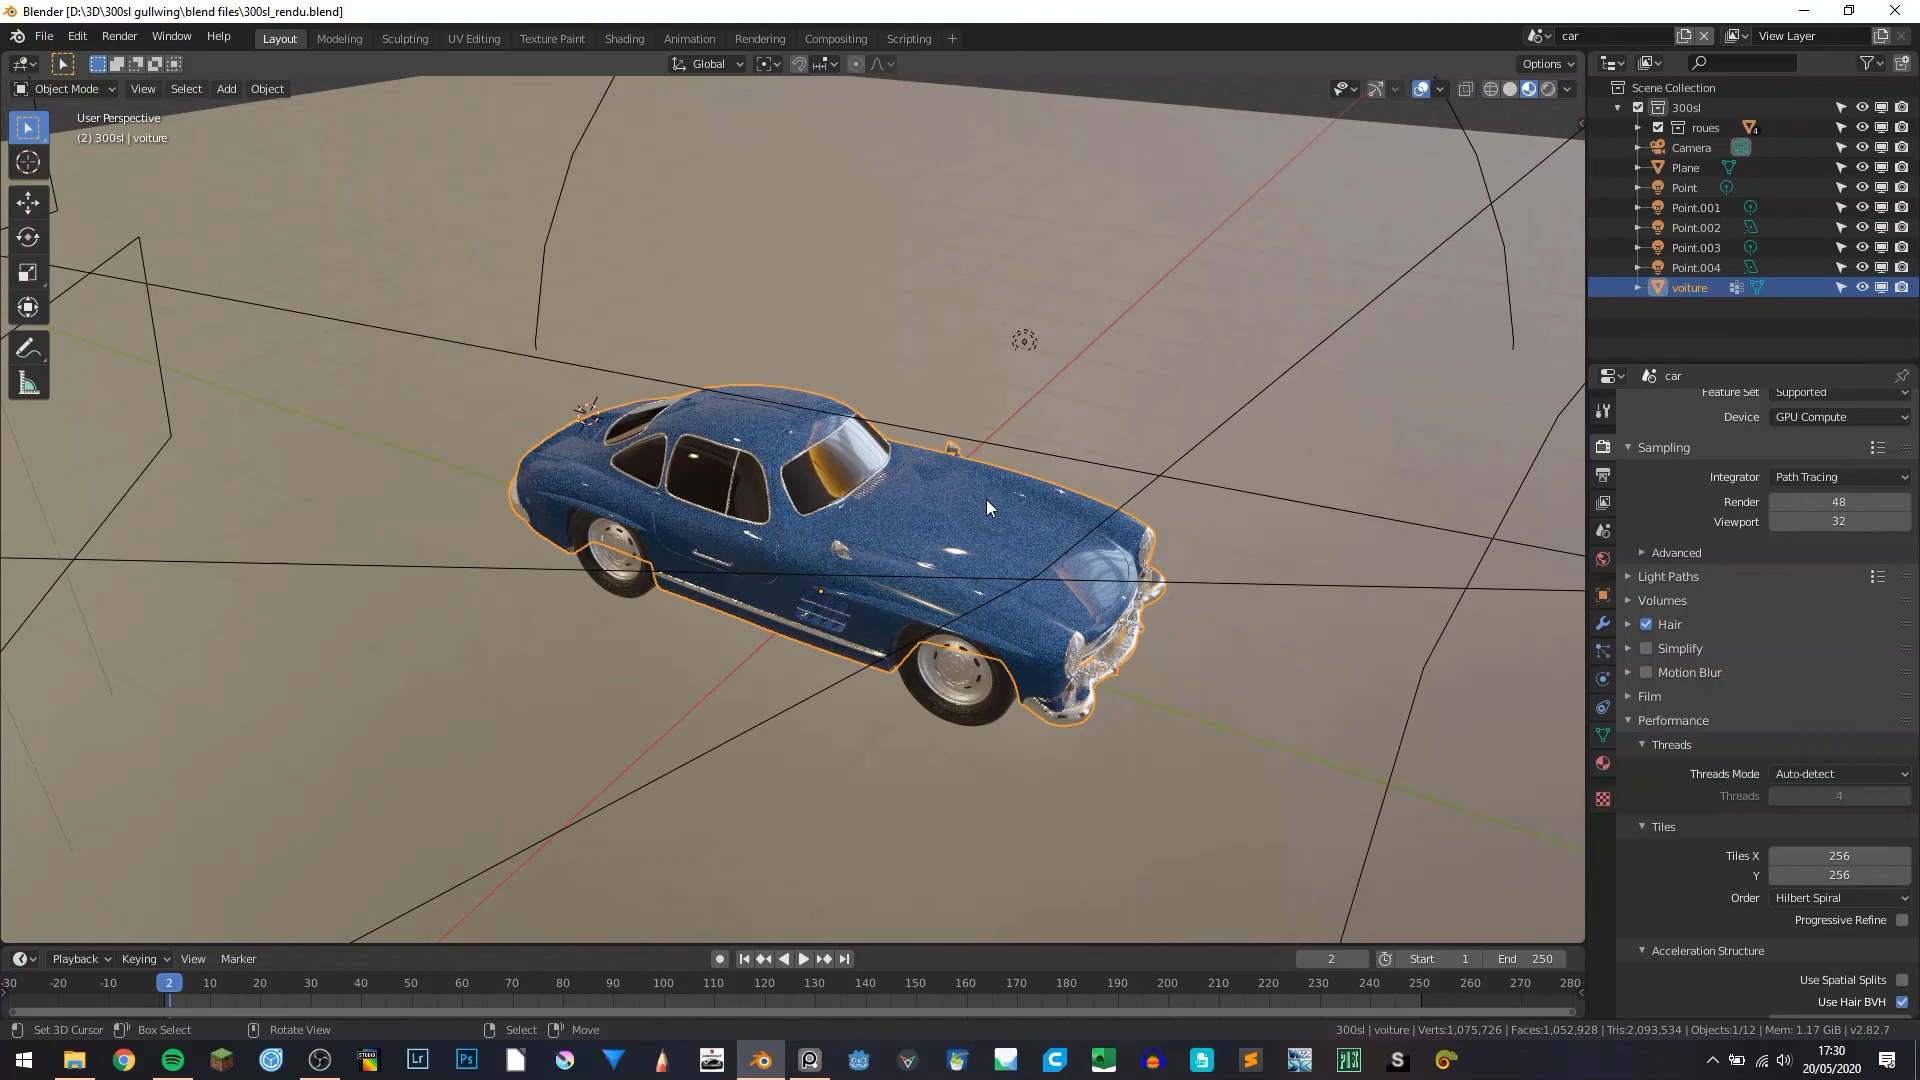 Blender [D:\3D\300sl gullwing\blend files\300sl_rendu.blend]
File Edit Render Window Help
Layout Modeling Sculpting UV Editing Texture Paint Shading Animation Rendering Compositing Scripting +
car View Layer
Global Options
Object Mode View Select Add Object
User Perspective
(2) 300sl | voiture
Scene Collection
300sl
roues 4
Camera
Plane
Point
Point.001
Point.002
Point.003
Point.004
voiture
car
Feature Set Supported
Device GPU Compute
Sampling
Integrator Path Tracing
Render 48
Viewport 32
Advanced
Light Paths
Volumes
Hair
Simplify
Motion Blur
Film
Performance
Threads
Threads Mode Auto-detect
Threads 4
Tiles
Tiles X 256
Y 256
Order Hilbert Spiral
Progressive Refine
Acceleration Structure
Use Spatial Splits
Use Hair BVH
Playback Keying View Marker 2 Start 1 End 250
-30 -20 -10 2 10 20 30 40 50 60 70 80 90 100 110 120 130 140 150 160 170 180 190 200 210 220 230 240 250 260 270 280
Set 3D Cursor Box Select Rotate View Select Move 300sl | voiture | Verts:1,075,726 | Faces:1,052,928 | Tris:2,093,534 | Objects:1/12 | Mem: 1.17 GiB | v2.82.7
STUDIO Lr Ps S 17:30
20/05/2020